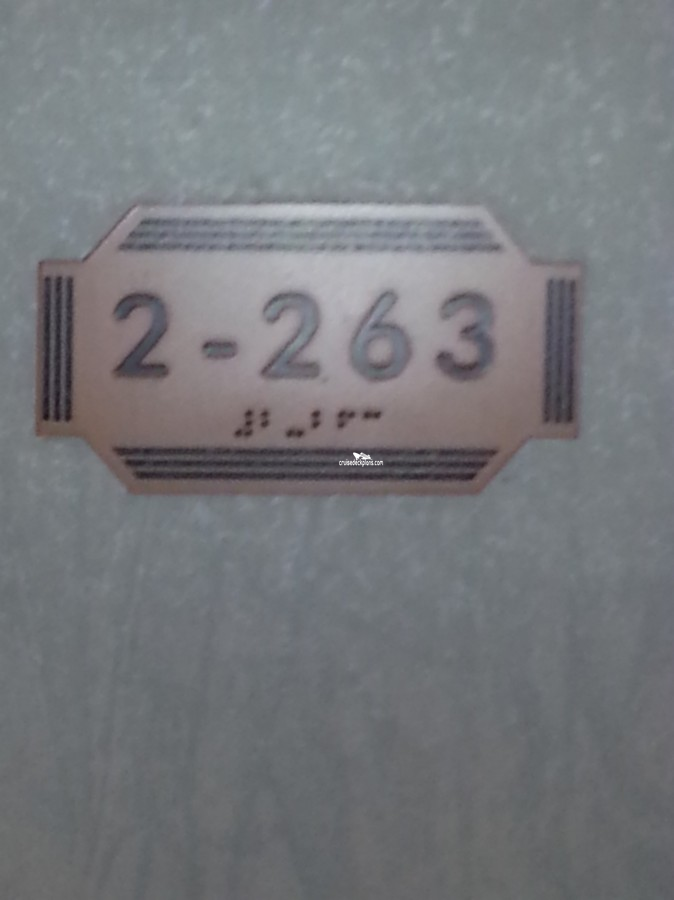 2-263
⠼⠃⠤⠃⠋⠉
cruisedeckplans.com